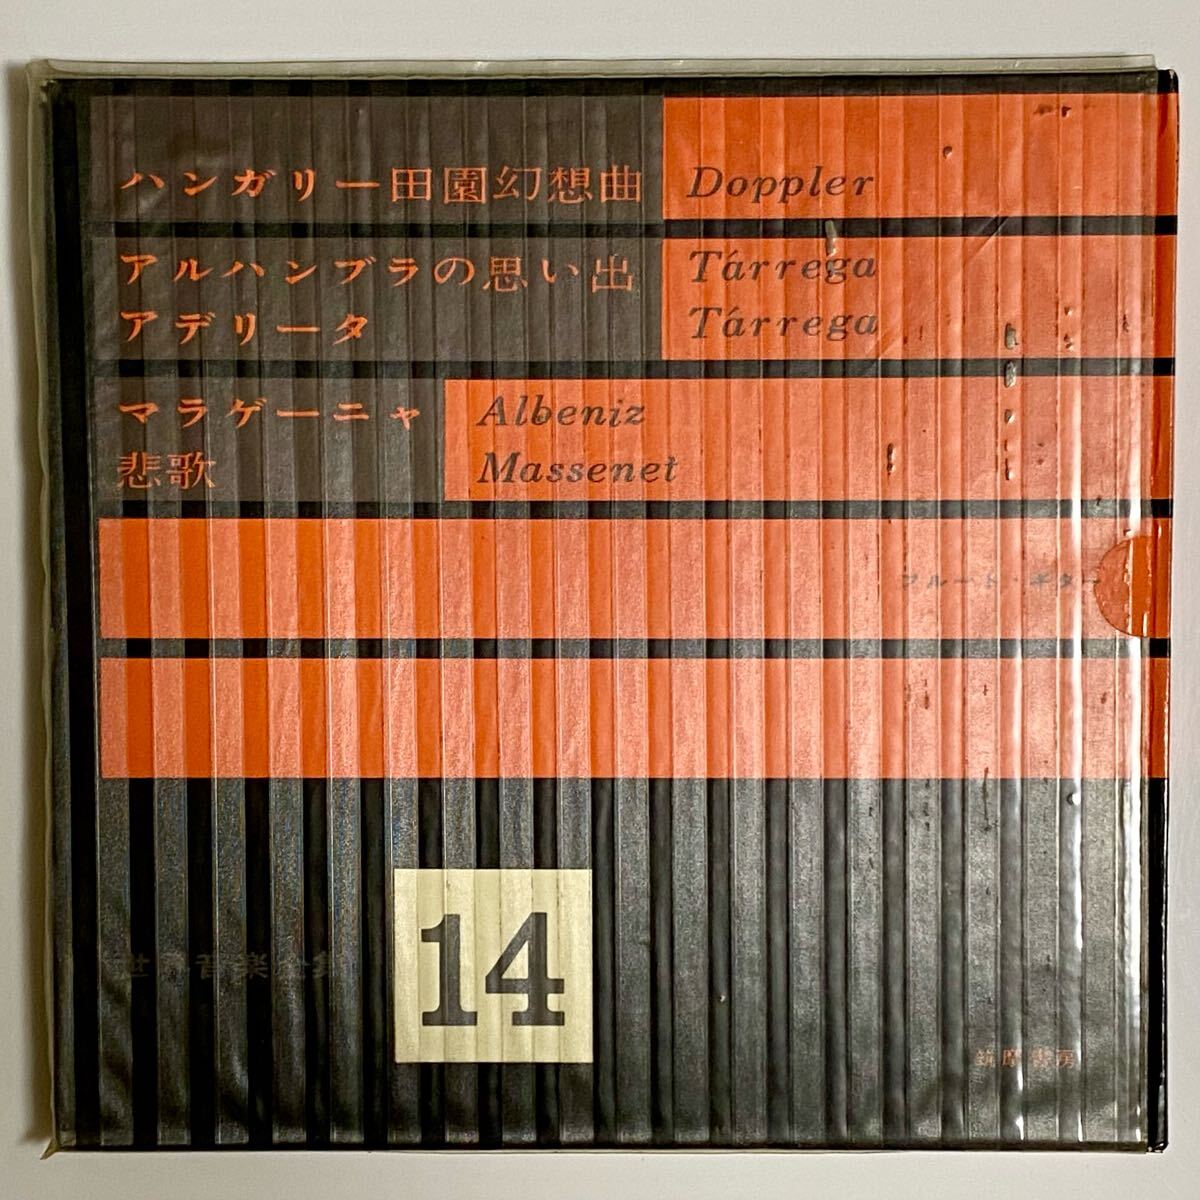 ハンガリー田園幻想曲 Doppler
アルハンブラの思い出 Tárrega
アデリータ Tárrega
マラゲーニャ Albeniz
悲歌 Massenet
フルート・ギター
世界音楽全集
14
筑摩書房